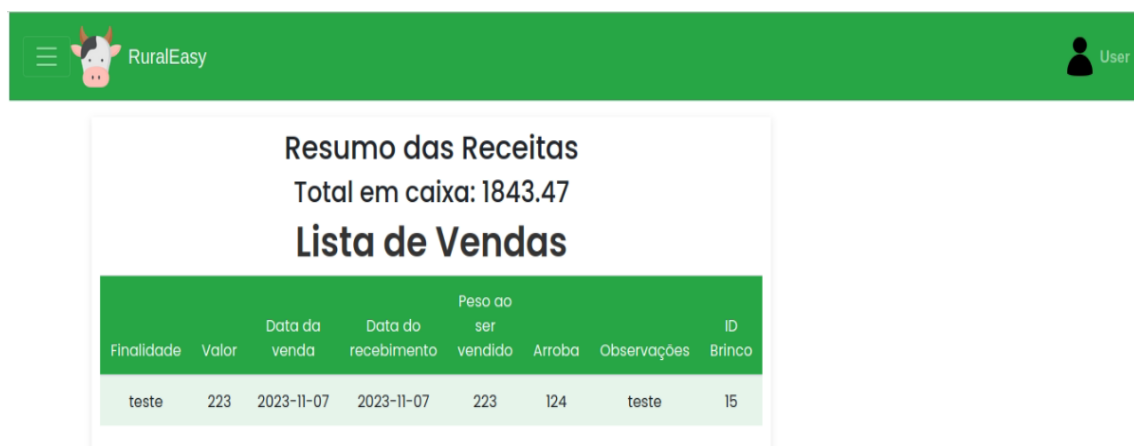 RuralEasy
User
Resumo das Receitas
Total em caixa: 1843.47
Lista de Vendas
Finalidade Valor Data da venda Data do recebimento Peso ao ser vendido Arroba Observações ID Brinco
teste 223 2023-11-07 2023-11-07 223 124 teste 15